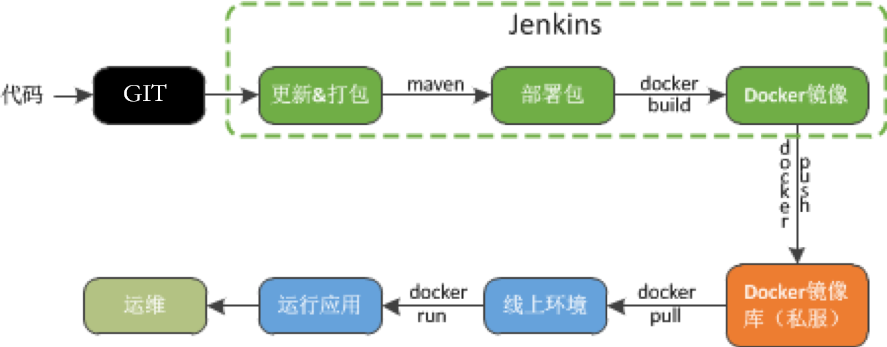 Jenkins
代码
GIT
更新&打包
maven
部署包
docker
build
Docker镜像
docker
push
运维
运行应用
docker
run
线上环境
docker
pull
Docker镜像
库（私服）